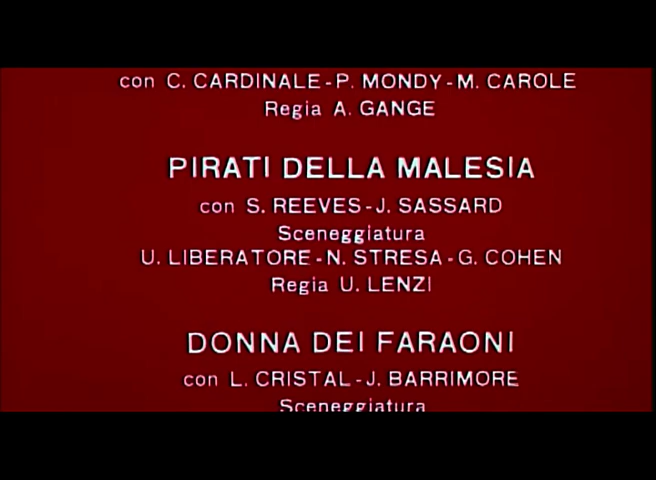 con C. CARDINALE-P. MONDY-M. CAROLE
Regia A. GANGE
PIRATI DELLA MALESIA
con S. REEVES-J. SASSARD
Sceneggiatura
U. LIBERATORE-N. STRESA-G. COHEN
Regia U. LENZI
DONNA DEI FARAONI
con L. CRISTAL-J. BARRIMORE
Sceneggiatura